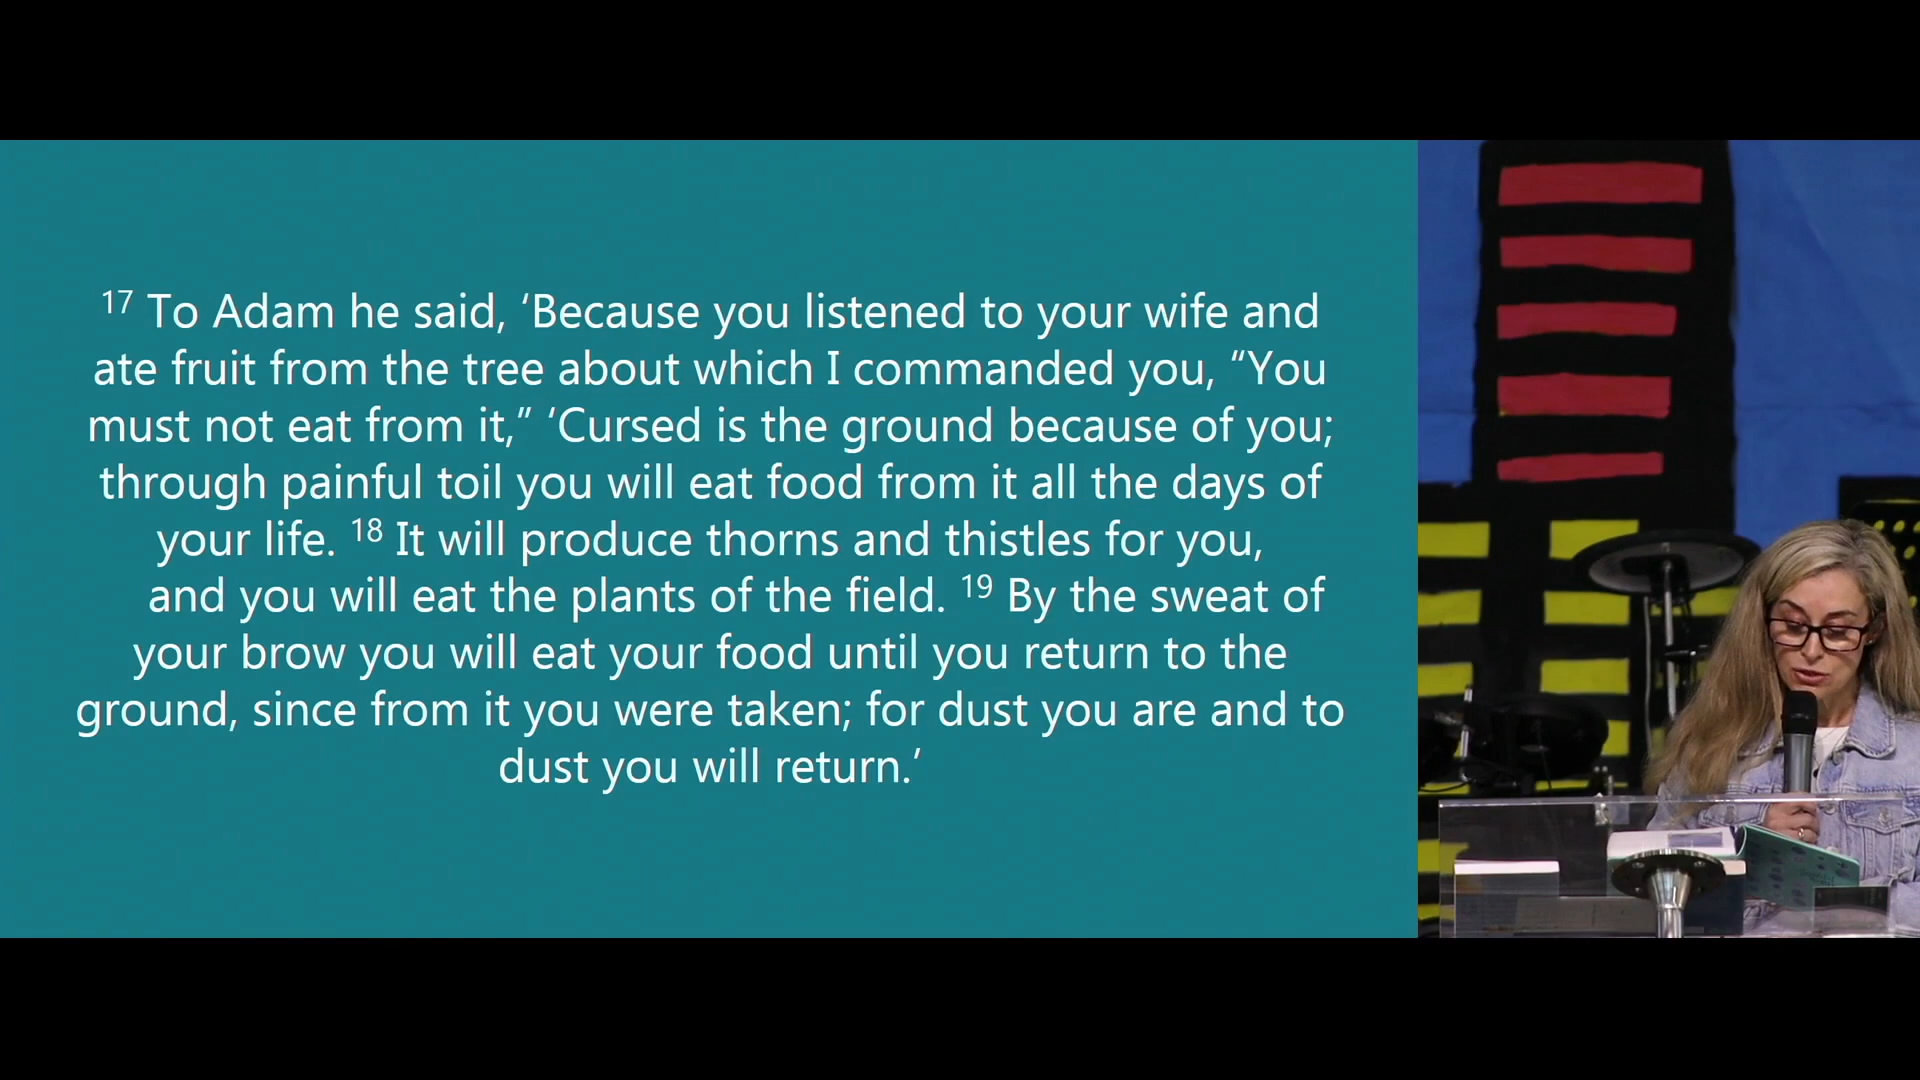 17 To Adam he said, ‘Because you listened to your wife and
ate fruit from the tree about which I commanded you, “You
must not eat from it,” ‘Cursed is the ground because of you;
through painful toil you will eat food from it all the days of
your life. 18 It will produce thorns and thistles for you,
and you will eat the plants of the field. 19 By the sweat of
your brow you will eat your food until you return to the
ground, since from it you were taken; for dust you are and to
dust you will return.’